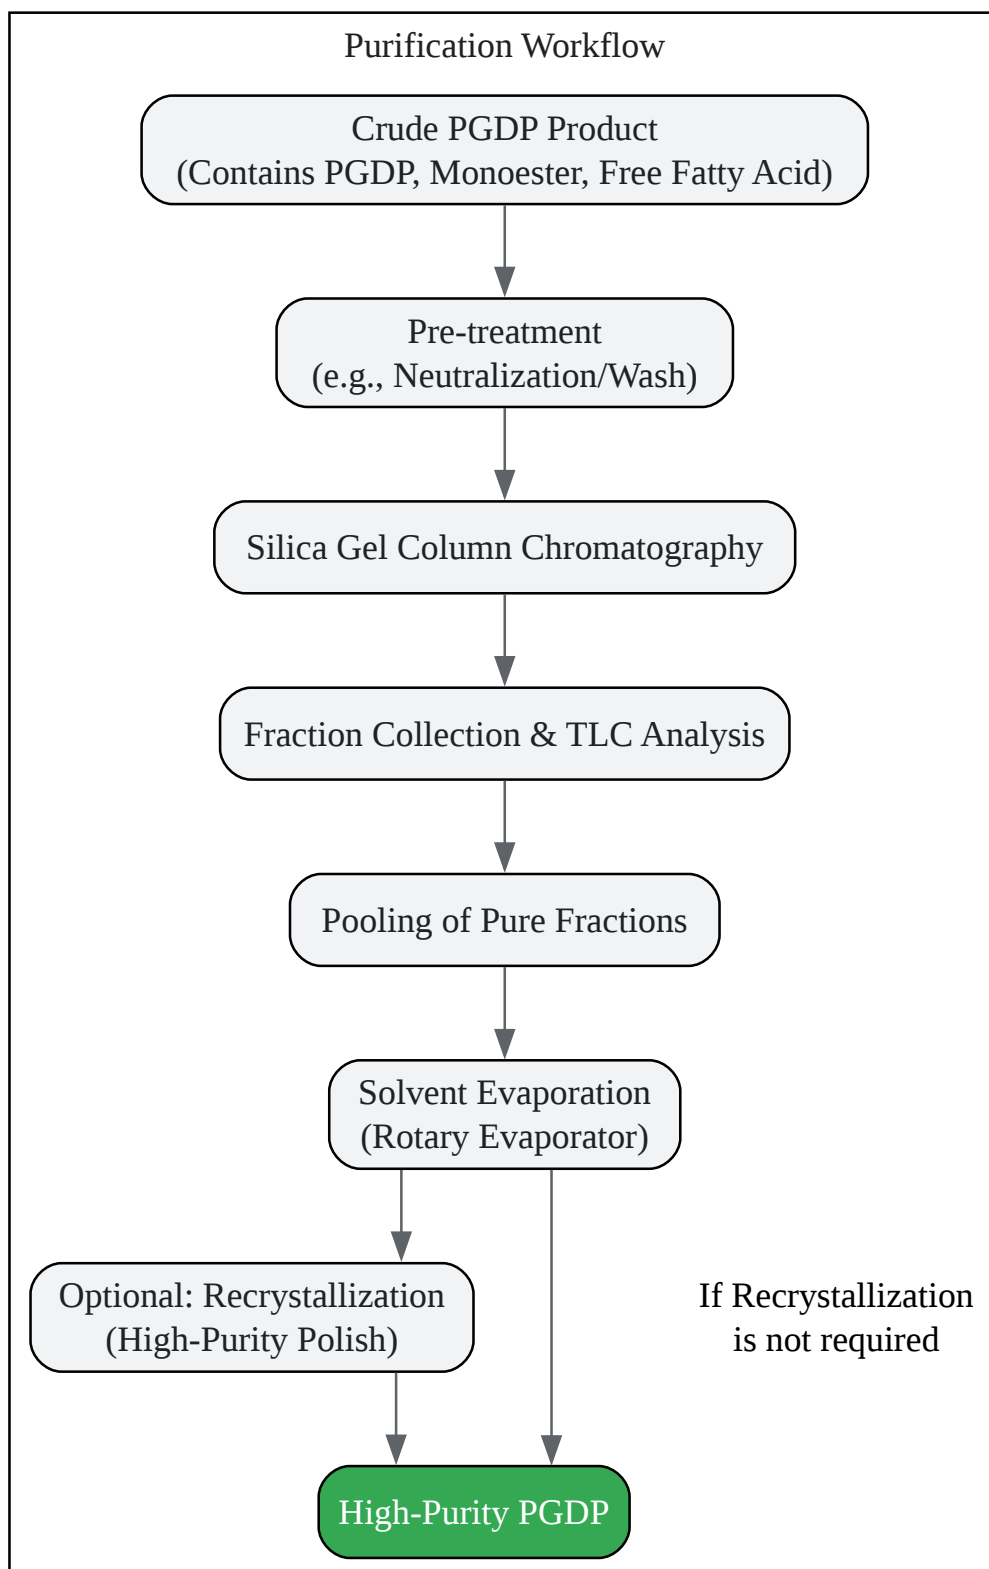 Purification Workflow
Crude PGDP Product
(Contains PGDP, Monoester, Free Fatty Acid)
Pre-treatment
(e.g., Neutralization/Wash)
Silica Gel Column Chromatography
Fraction Collection & TLC Analysis
Pooling of Pure Fractions
Solvent Evaporation
(Rotary Evaporator)
Optional: Recrystallization
(High-Purity Polish)
If Recrystallization
is not required
High-Purity PGDP